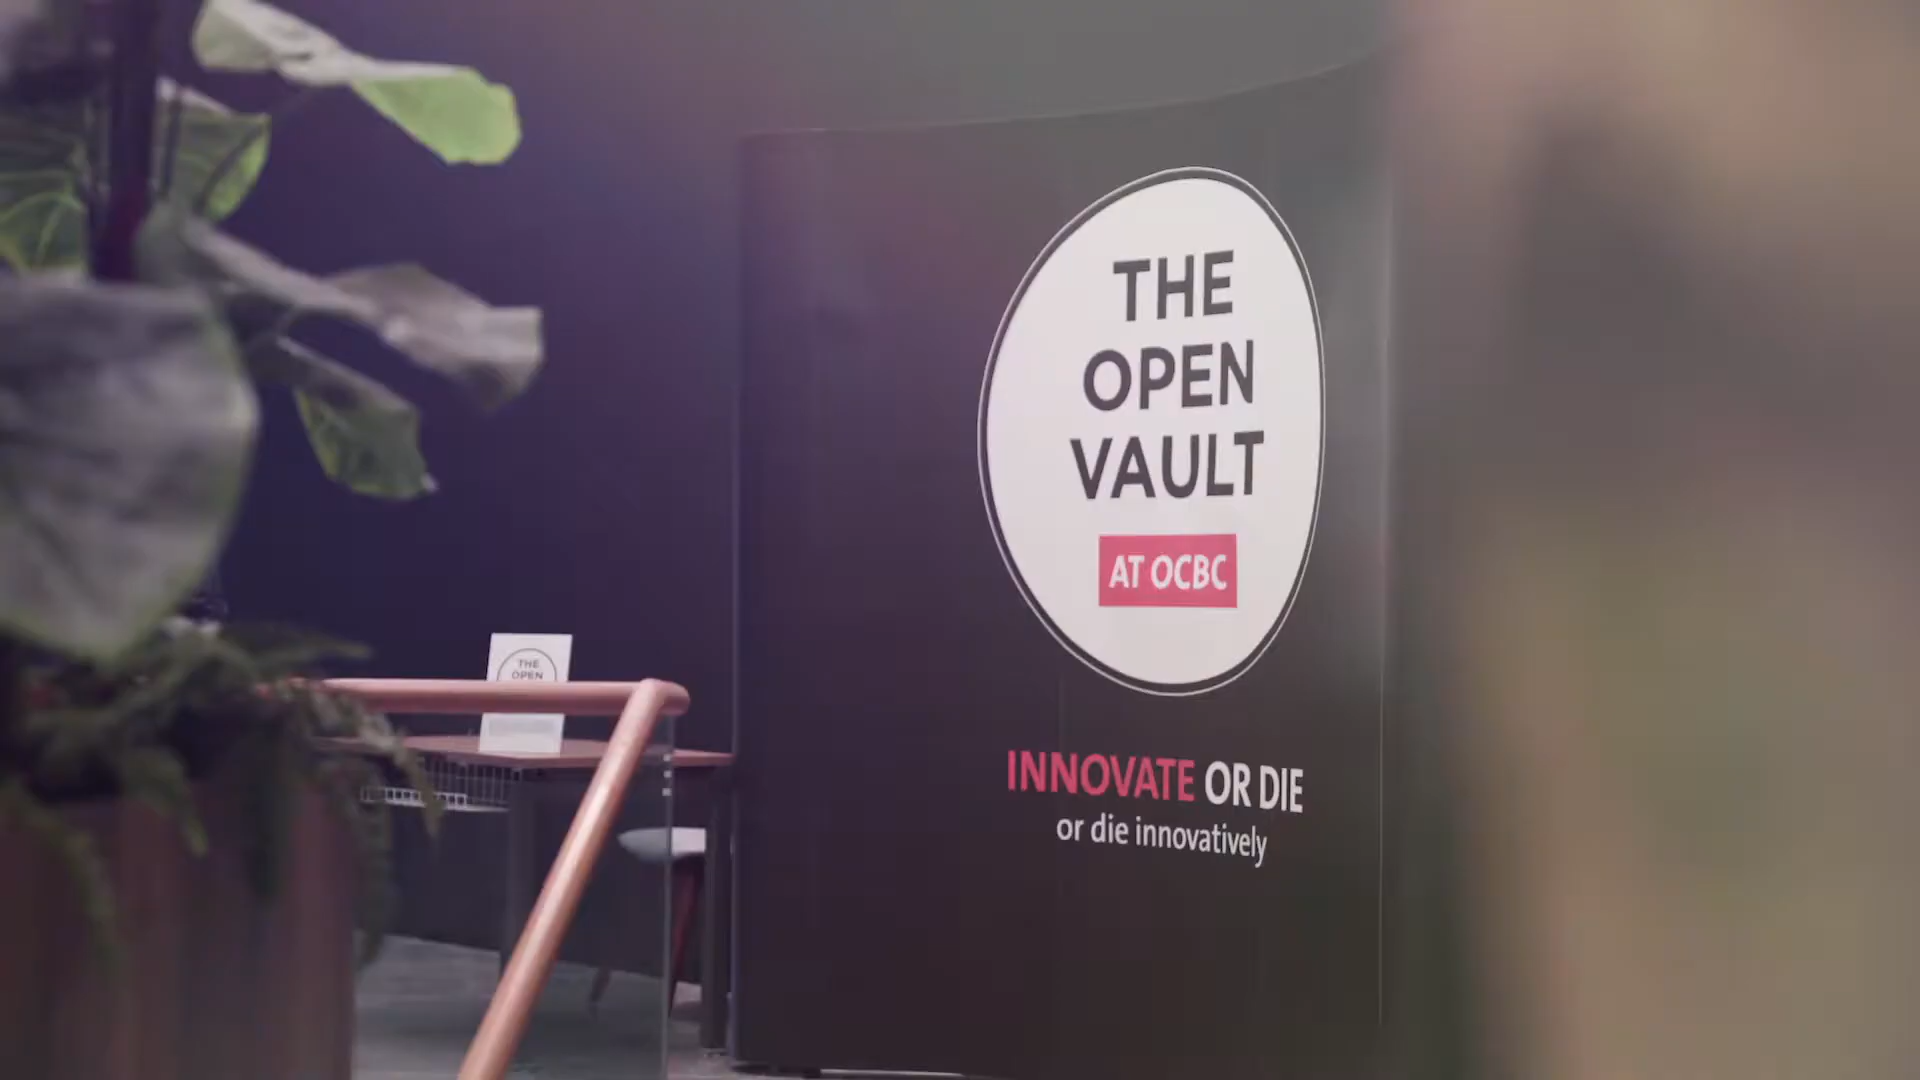 THE
OPEN
VAULT
AT OCBC
INNOVATE OR DIE
or die innovatively
THE
OPEN